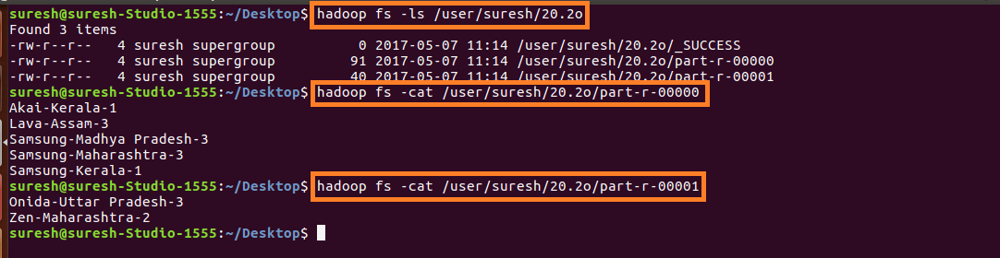 suresh@suresh-Studio-1555:~/Desktop$ hadoop fs -ls /user/suresh/20.2o
Found 3 items
-rw-r--r--   4 suresh supergroup          0 2017-05-07 11:14 /user/suresh/20.2o/_SUCCESS
-rw-r--r--   4 suresh supergroup         91 2017-05-07 11:14 /user/suresh/20.2o/part-r-00000
-rw-r--r--   4 suresh supergroup         40 2017-05-07 11:14 /user/suresh/20.2o/part-r-00001
suresh@suresh-Studio-1555:~/Desktop$ hadoop fs -cat /user/suresh/20.2o/part-r-00000
Akai-Kerala-1
Lava-Assam-3
Samsung-Madhya Pradesh-3
Samsung-Maharashtra-3
Samsung-Kerala-1
suresh@suresh-Studio-1555:~/Desktop$ hadoop fs -cat /user/suresh/20.2o/part-r-00001
Onida-Uttar Pradesh-3
Zen-Maharashtra-2
suresh@suresh-Studio-1555:~/Desktop$